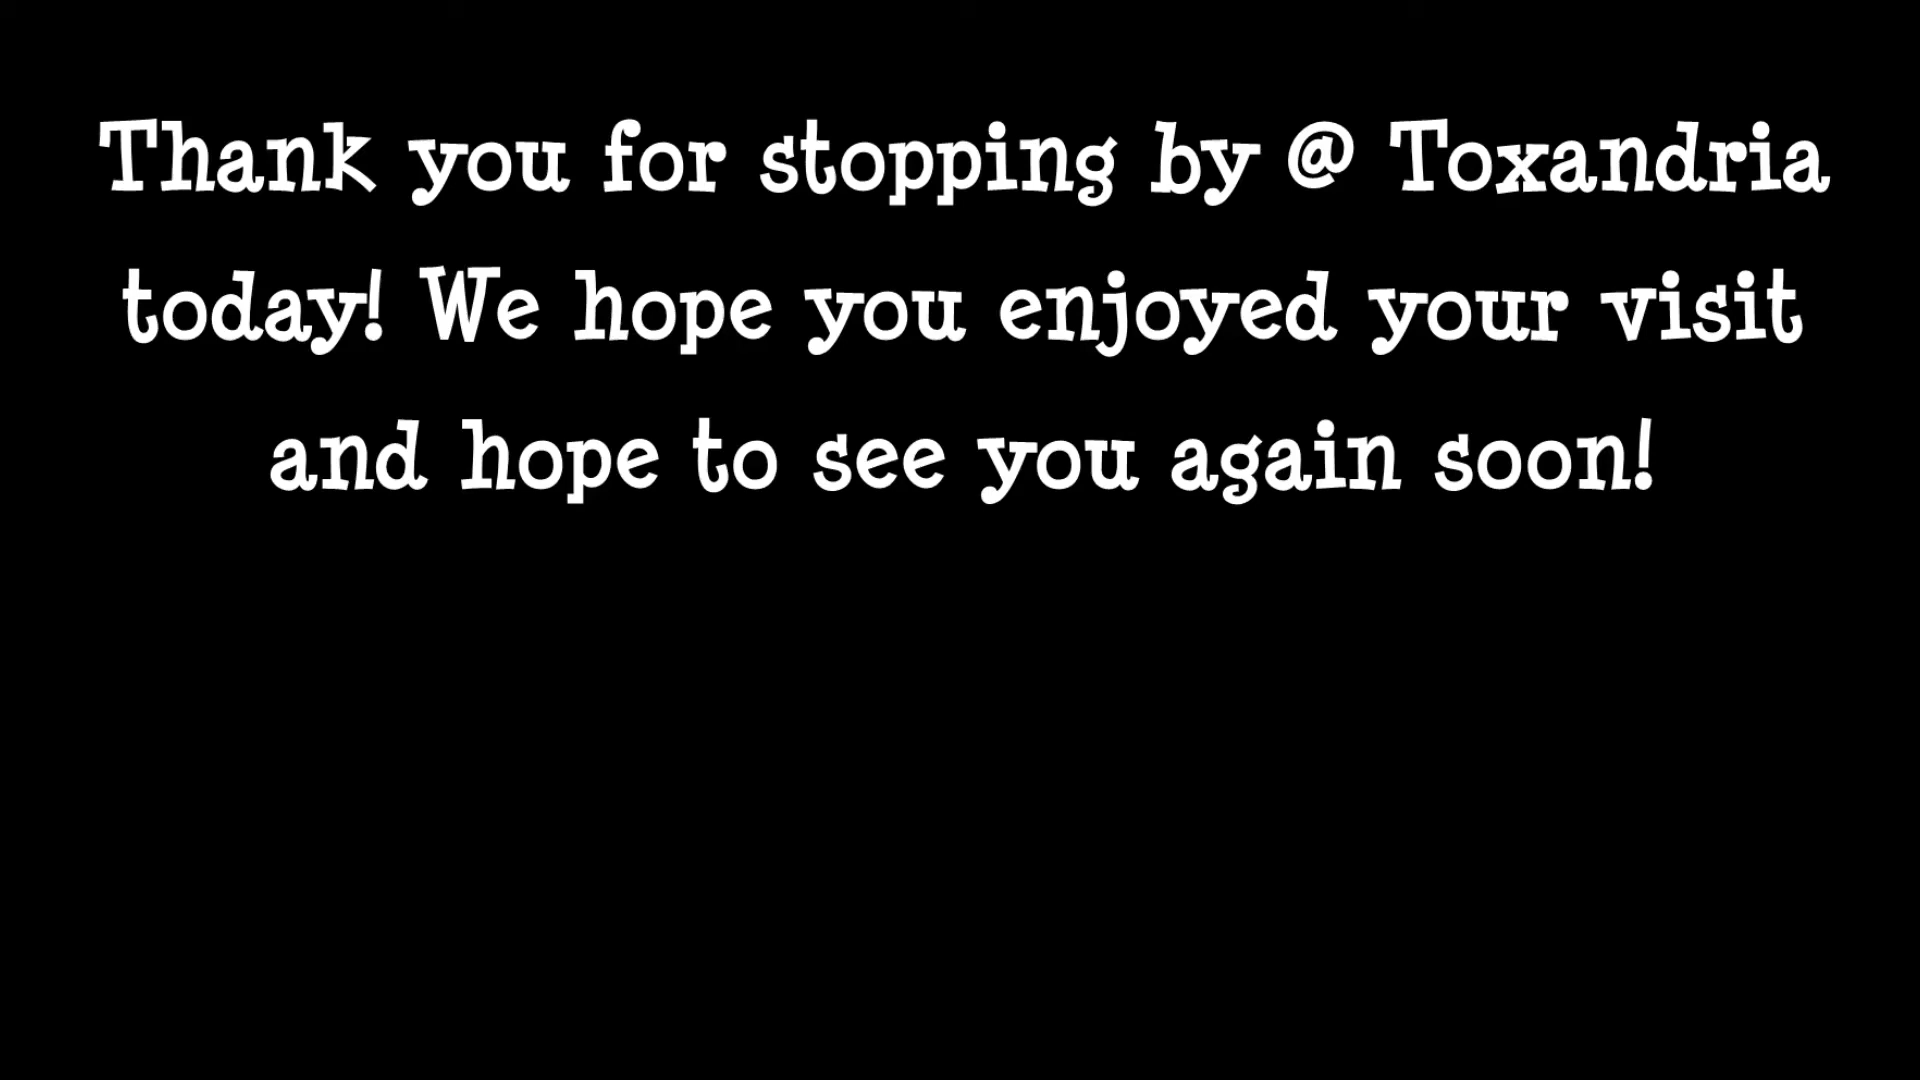 Thank you for stopping by @ Toxandria
today! We hope you enjoyed your visit
and hope to see you again soon!